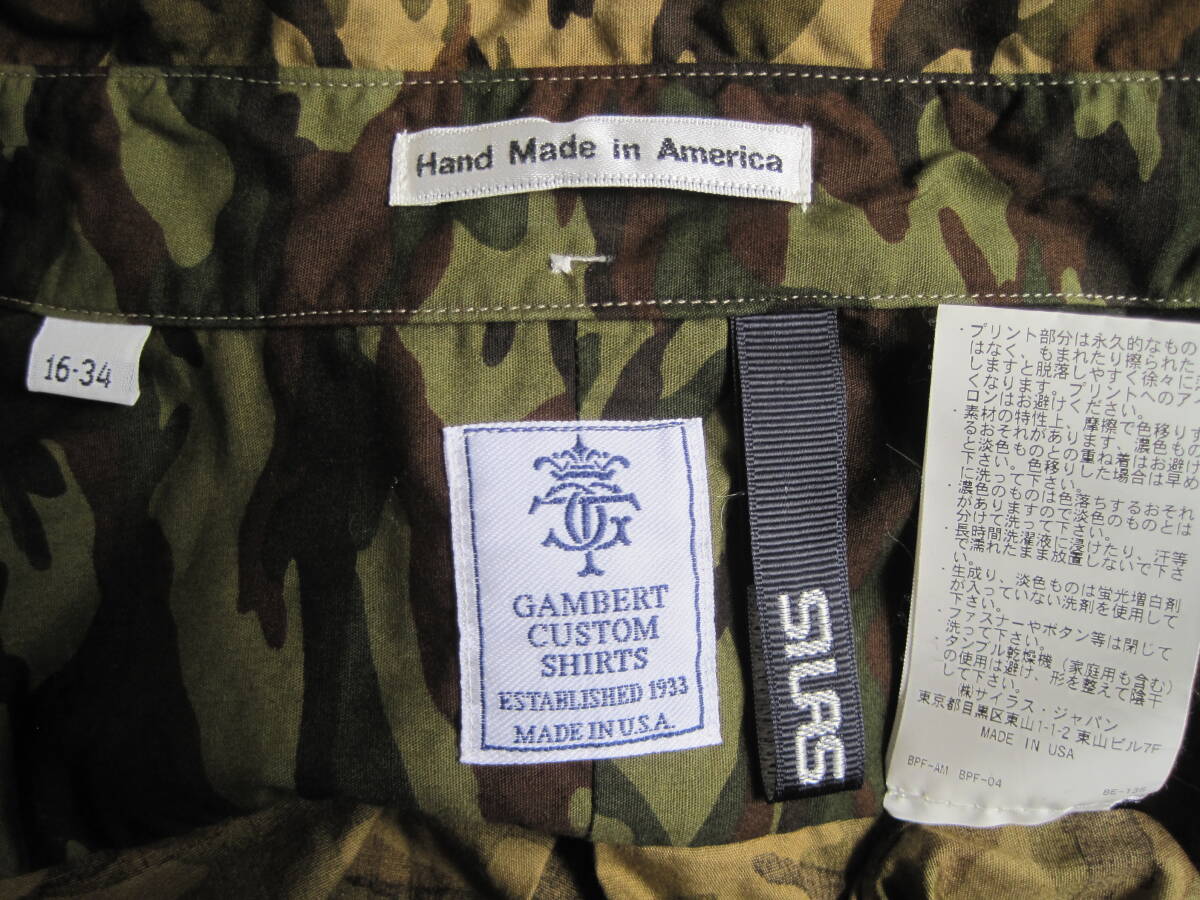 Hand Made in America
16-34
GAMBERT
CUSTOM
SHIRTS
ESTABLISHED 1933
MADE IN U.S.A.
SILAS
・プリント部分は永久的なもの
はなく、もまれたり擦られた
しますと脱落しやすく徐々に
くなります。プリントへのア
ロンはお避けください。
・素材の特性上、摩擦で色移りす
るおそれがあります、濃色もの
と淡色ものとの重ね着はお避け
下さい。色移りした場合は早め
に洗って下さい。
・濃色のものは色落ちするおそれ
がありますので淡色のものとは
分けて洗って下さい。
・長時間洗濯液に浸けたり、汗等
で濡れたまま放置しないで下さ
い。
・生成り、淡色ものは蛍光増白剤
が入っていない洗剤を使用して
下さい。
・ファスナーやボタン等は閉じて
洗って下さい。
・タンブル乾燥機(家庭用も含む)
の使用は避け、形を整えて陰干
して下さい。
㈱サイラス・ジャパン
東京都目黒区東山1-1-2 東山ビル7F
MADE IN USA
BPF-AM BPF-04